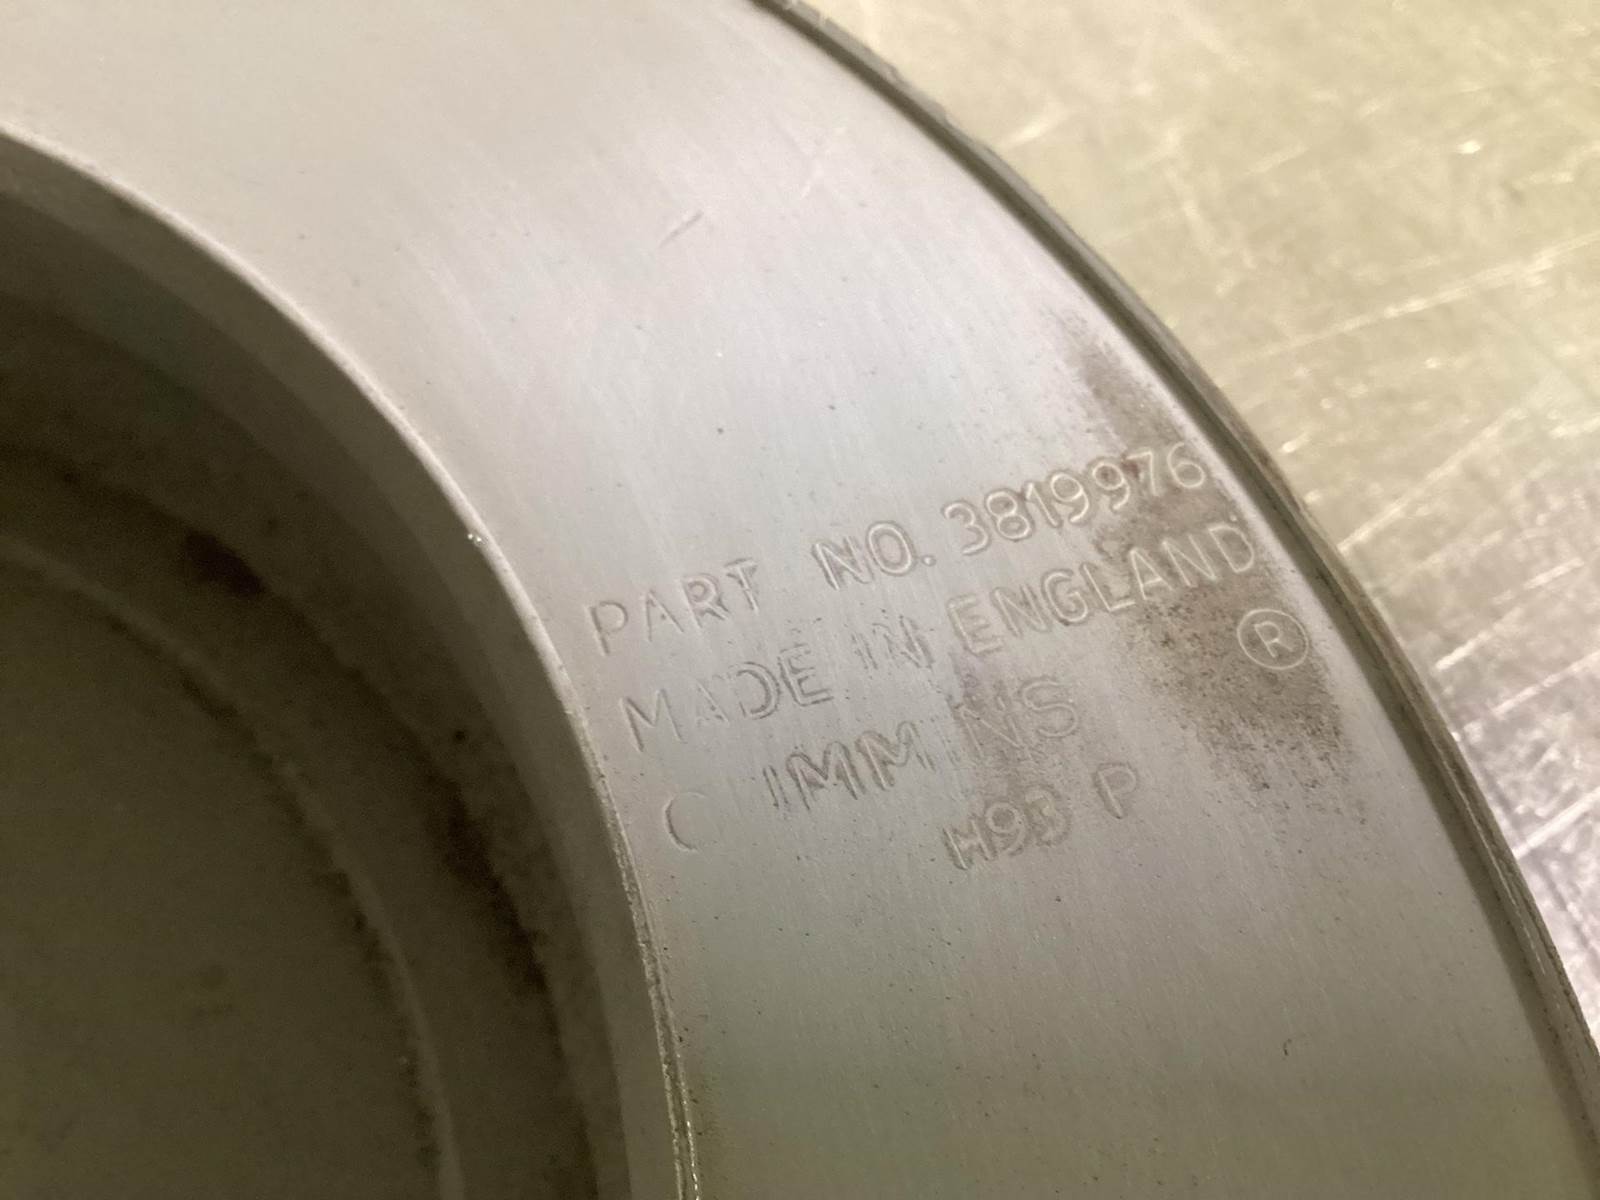 PART NO. 3819976
MADE IN ENGLAND
CUMMINS ®
H93 P